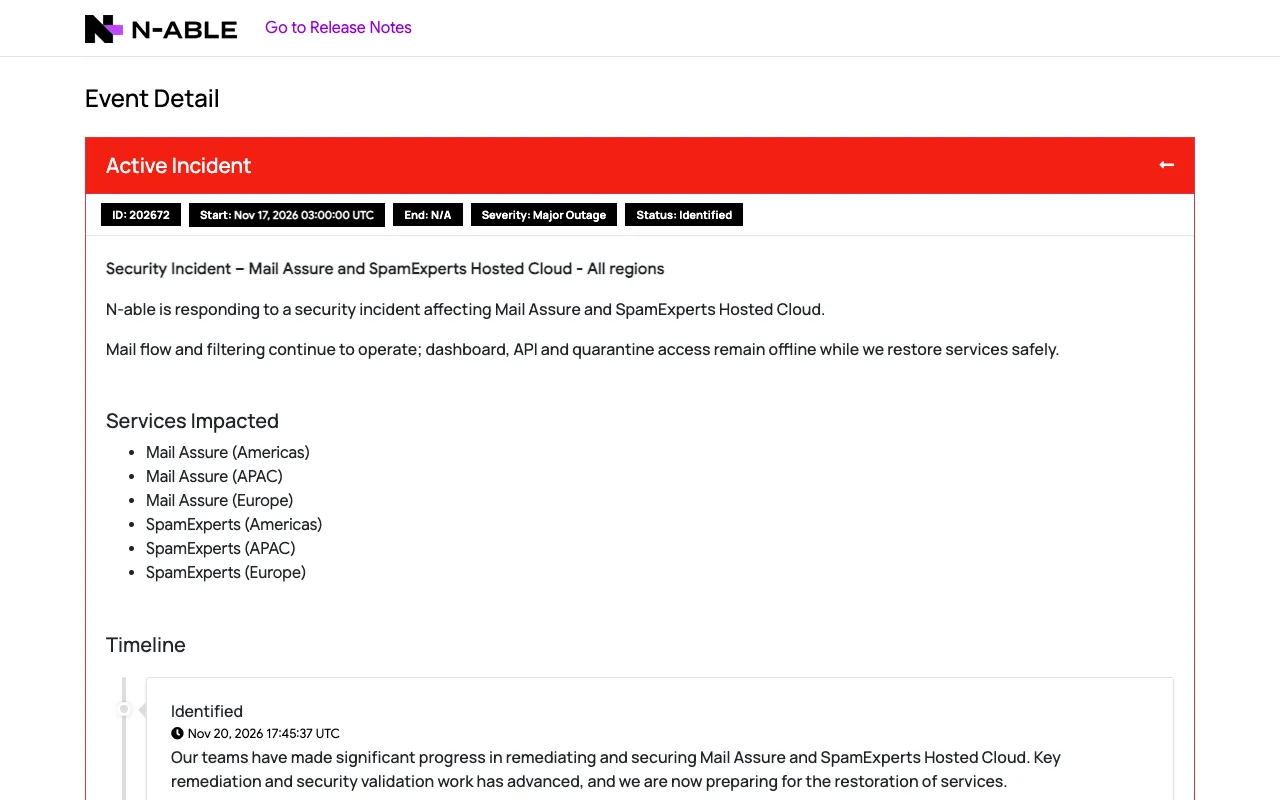 N-ABLE
Go to Release Notes
Event Detail
Active Incident
ID: 202672
Start: Nov 17, 2026 03:00:00 UTC
End: N/A
Severity: Major Outage
Status: Identified
Security Incident – Mail Assure and SpamExperts Hosted Cloud - All regions
N-able is responding to a security incident affecting Mail Assure and SpamExperts Hosted Cloud.
Mail flow and filtering continue to operate; dashboard, API and quarantine access remain offline while we restore services safely.
Services Impacted
• Mail Assure (Americas)
• Mail Assure (APAC)
• Mail Assure (Europe)
• SpamExperts (Americas)
• SpamExperts (APAC)
• SpamExperts (Europe)
Timeline
Identified
Nov 20, 2026 17:45:37 UTC
Our teams have made significant progress in remediating and securing Mail Assure and SpamExperts Hosted Cloud. Key
remediation and security validation work has advanced, and we are now preparing for the restoration of services.